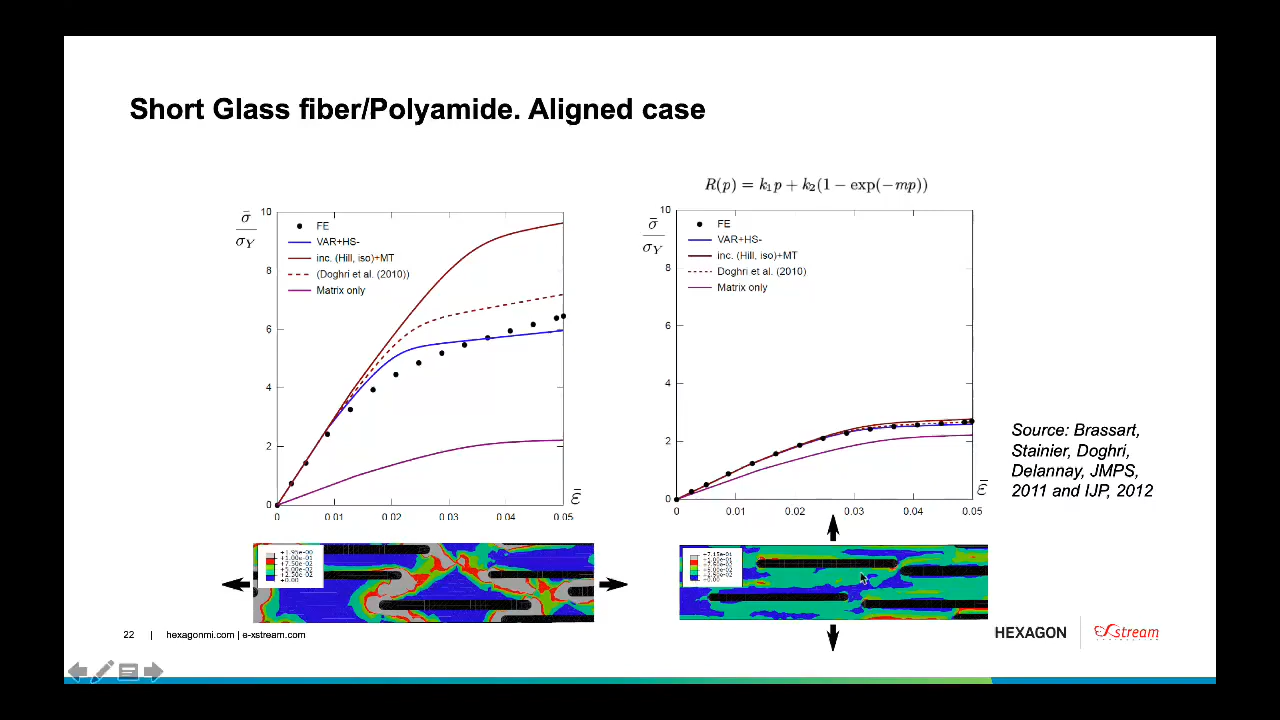 Short Glass fiber/Polyamide. Aligned case
R(p) = k₁p + k₂(1 − exp(−mp))
σ̄
σ_Y
10
8
6
4
2
0
FE
VAR+HS-
inc. (Hill, iso)+MT
(Doghri et al. (2010))
Matrix only
0 0.01 0.02 0.03 0.04 0.05
ε̄
σ̄
σ_Y
10
8
6
4
2
0
FE
VAR+HS-
inc. (Hill, iso)+MT
Doghri et al. (2010)
Matrix only
0 0.01 0.02 0.03 0.04 0.05
ε̄
Source: Brassart,
Stainier, Doghri,
Delannay, JMPS,
2011 and IJP, 2012
22 | hexagonmi.com | e-xstream.com
HEXAGON
eXstream